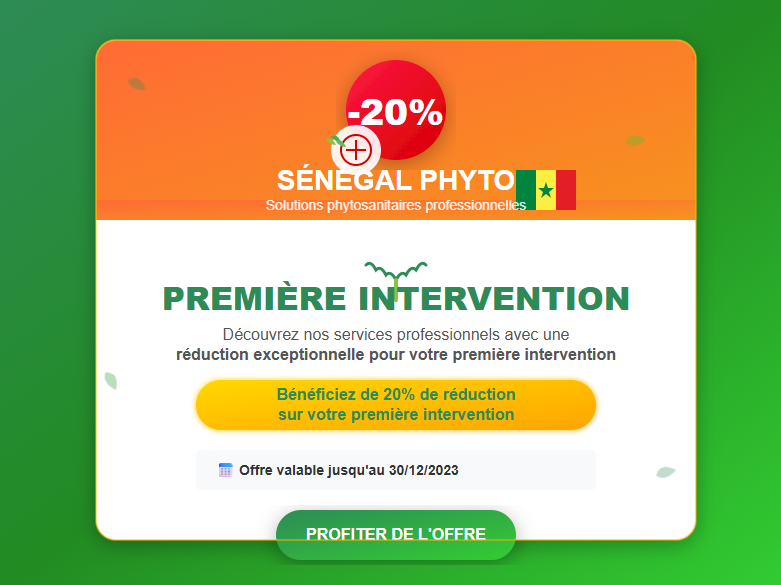 -20%
SÉNÉGAL PHYTO
Solutions phytosanitaires professionnelles
PREMIÈRE INTERVENTION
Découvrez nos services professionnels avec une
réduction exceptionnelle pour votre première intervention
Bénéficiez de 20% de réduction
sur votre première intervention
Offre valable jusqu'au 30/12/2023
PROFITER DE L'OFFRE